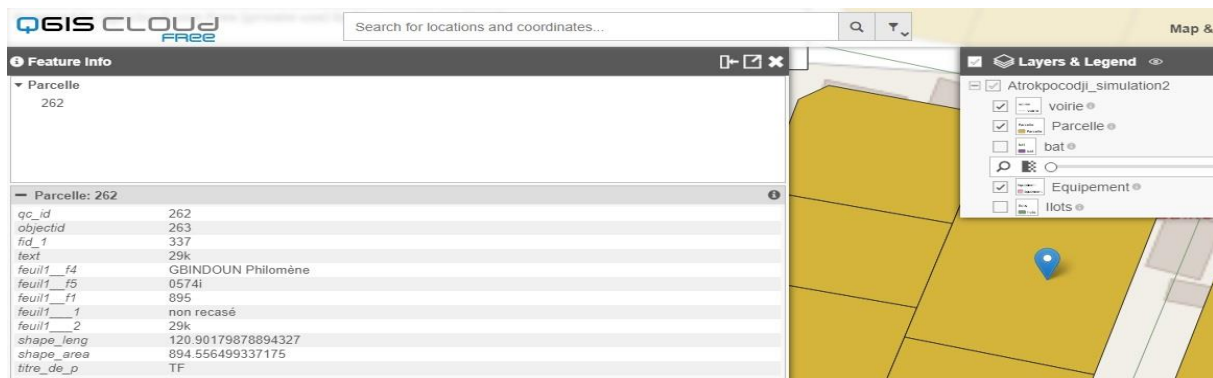 QGIS CLOUD
FREE
Search for locations and coordinates...
Map &
Feature Info
Parcelle
262
Parcelle: 262
qc_id 262
objectid 263
fid_1 337
text 29k
feuil1__f4 GBINDOUN Philomène
feuil1__f5 0574i
feuil1__f1 895
feuil1___1 non recasé
feuil1___2 29k
shape_leng 120.90179878894327
shape_area 894.556499337175
titre_de_p TF
Layers & Legend
Atrokpocodji_simulation2
voirie
Parcelle
bat
Equipement
Ilots